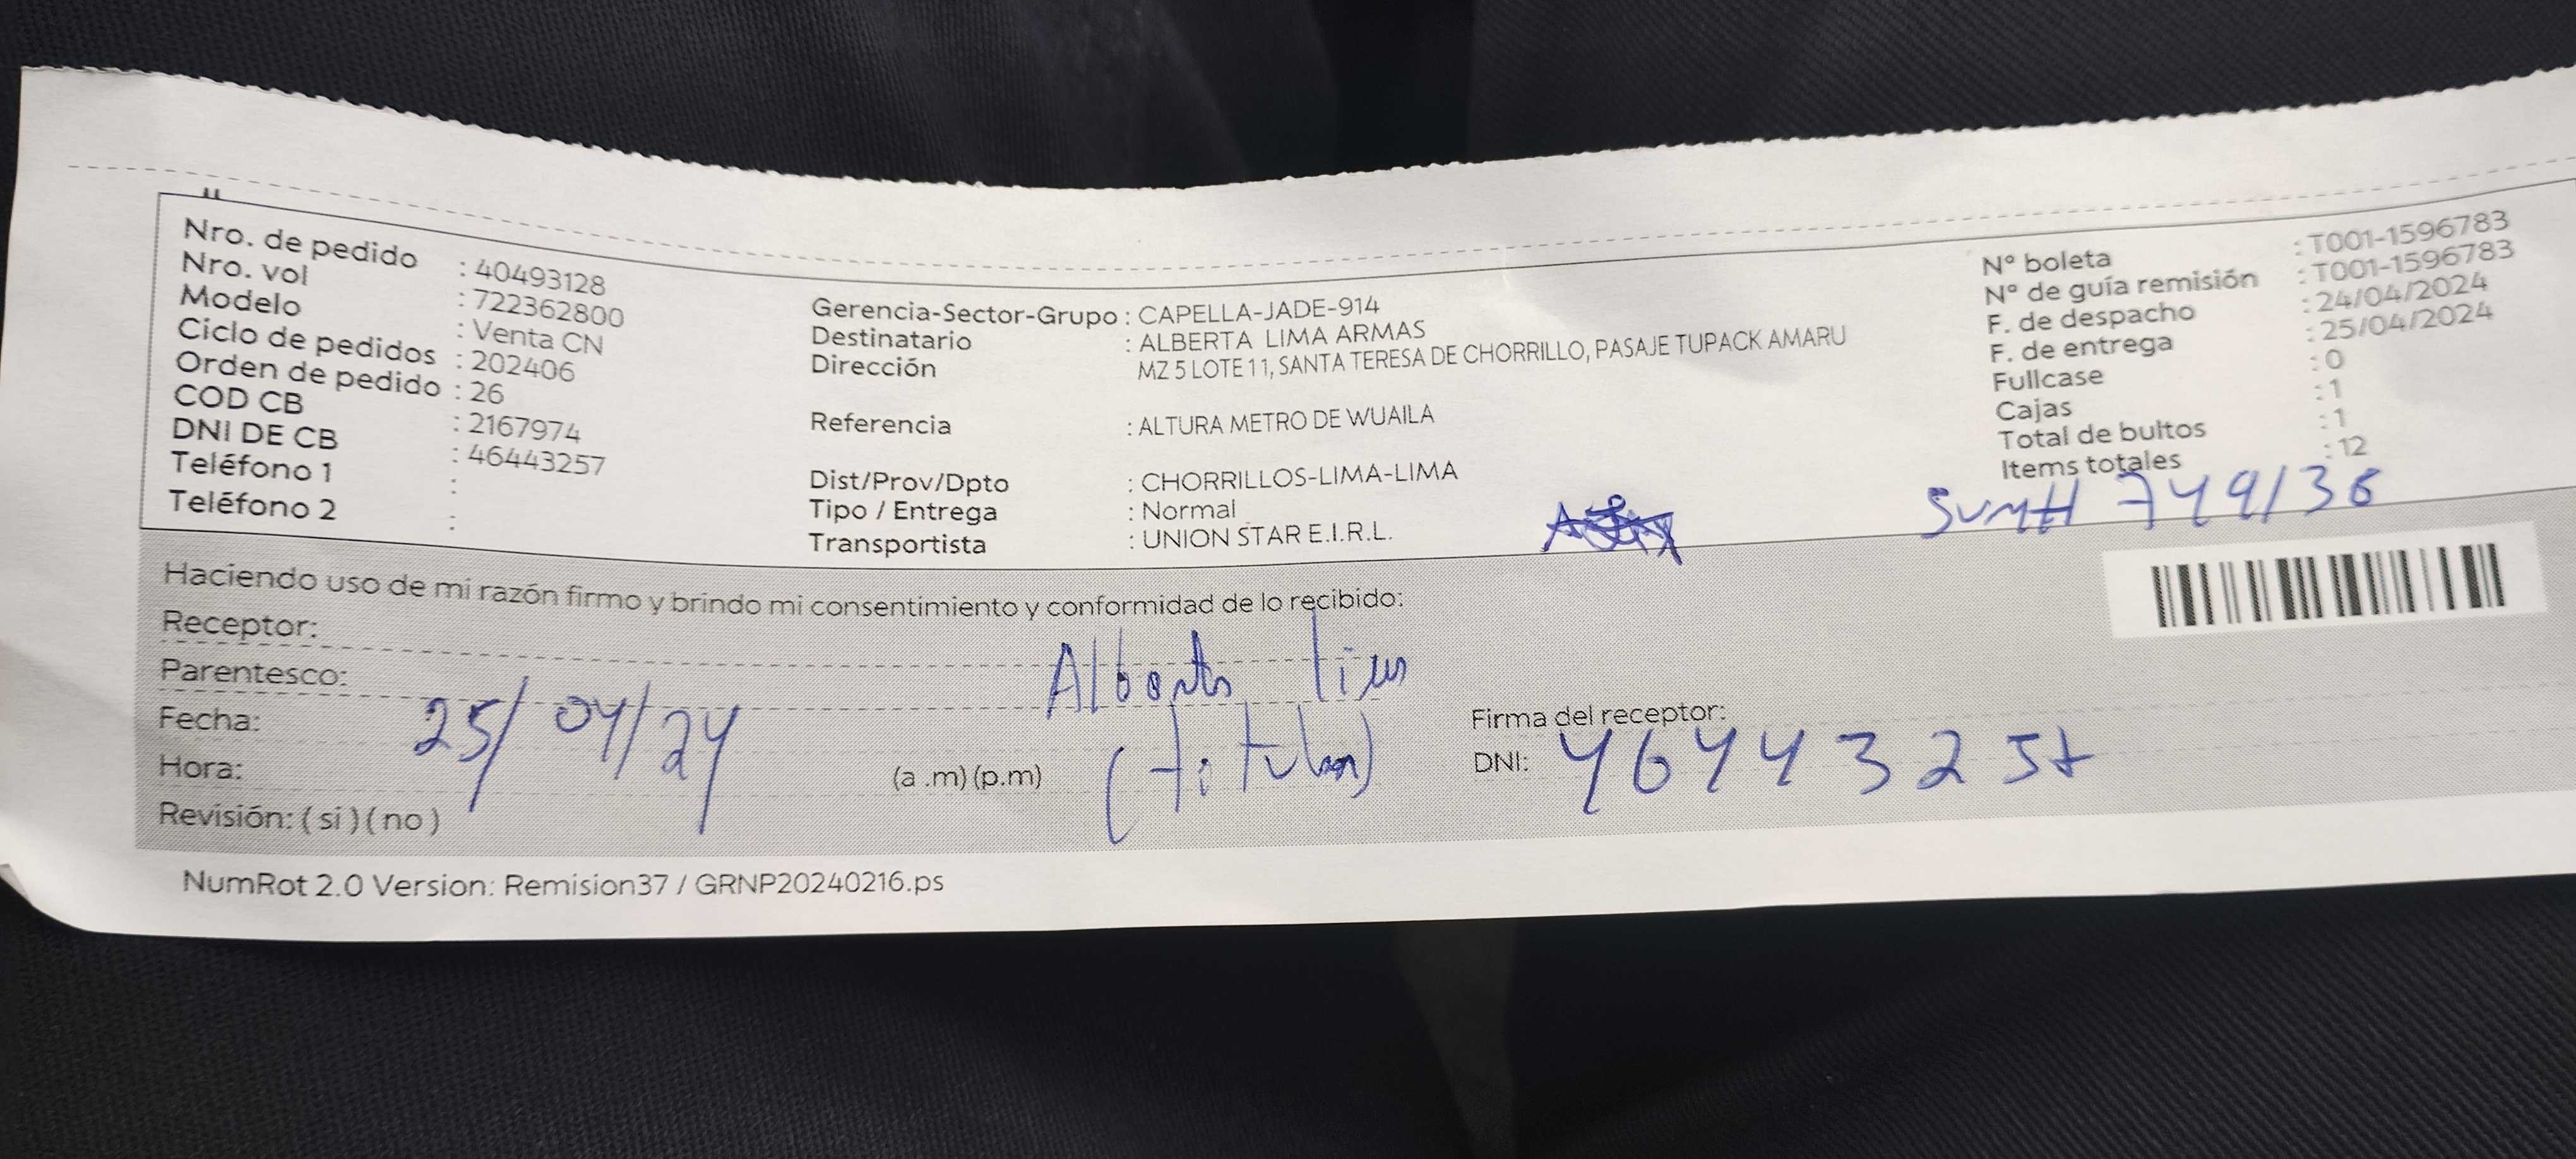 Nro. de pedido : 40493128
Nro. vol : 722362800
Modelo : Venta CN
Ciclo de pedidos : 202406
Orden de pedido : 26
COD CB : 2167974
DNI DE CB : 46443257
Teléfono 1 :
Teléfono 2 :
Gerencia-Sector-Grupo : CAPELLA-JADE-914
Destinatario : ALBERTA LIMA ARMAS
Dirección MZ 5 LOTE 11, SANTA TERESA DE CHORRILLO, PASAJE TUPACK AMARU
Referencia : ALTURA METRO DE WUAILA
Dist/Prov/Dpto : CHORRILLOS-LIMA-LIMA
Tipo / Entrega : Normal
Transportista : UNION STAR E.I.R.L.
N° boleta : T001-1596783
N° de guía remisión : T001-1596783
F. de despacho : 24/04/2024
F. de entrega : 25/04/2024
Fullcase : 0
Cajas : 1
Total de bultos : 1
Items totales : 12
749/36
Haciendo uso de mi razón firmo y brindo mi consentimiento y conformidad de lo recibido:
Receptor:
Parentesco:
Fecha: 25/04/24
Hora: (a .m) (p.m)
Revisión: ( si ) ( no )
(titular)
Firma del receptor:
DNI: 46443257
NumRot 2.0 Version: Remision37 / GRNP20240216.ps